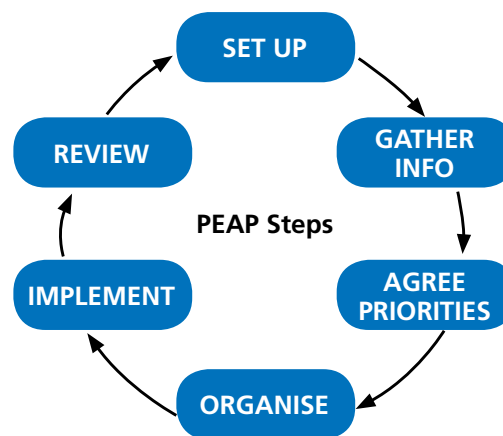 SET UP
GATHER
INFO
AGREE
PRIORITIES
ORGANISE
IMPLEMENT
REVIEW
PEAP Steps